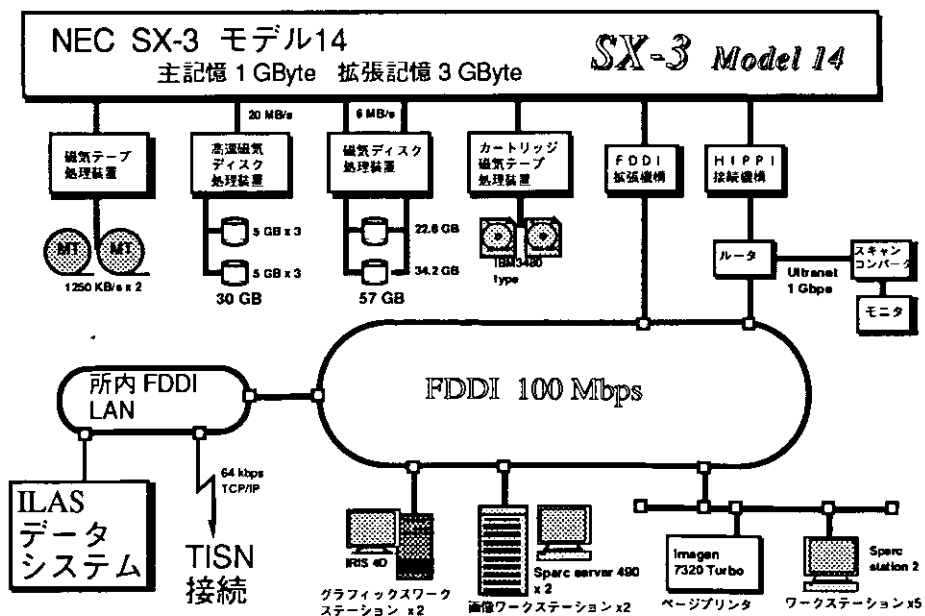 NEC SX-3 モデル14
主記憶 1 GByte 拡張記憶 3 GByte
SX-3 Model 14
20 MB/s
6 MB/s
磁気テープ
処理装置
高速磁気
ディスク
処理装置
磁気ディスク
処理装置
カートリッジ
磁気テープ
処理装置
FDDI
拡張機構
HIPPI
接続機構
MT
MT
1250 KB/s x 2
5 GB x 3
5 GB x 3
30 GB
22.8 GB
34.2 GB
57 GB
IBM3480
type
ルータ
Ultranet
1 Gbpe
スキャン
コンバータ
モニタ
所内 FDDI
LAN
FDDI 100 Mbps
64 kbps
TCP/IP
ILAS
データ
システム
TISN
接続
IRIS 4D
グラフィックスワーク
ステーション x2
Sparc server 490
x 2
画像ワークステーション x2
Imagen
7320 Turbo
ページプリンタ
Sparc
station 2
ワークステーション x5